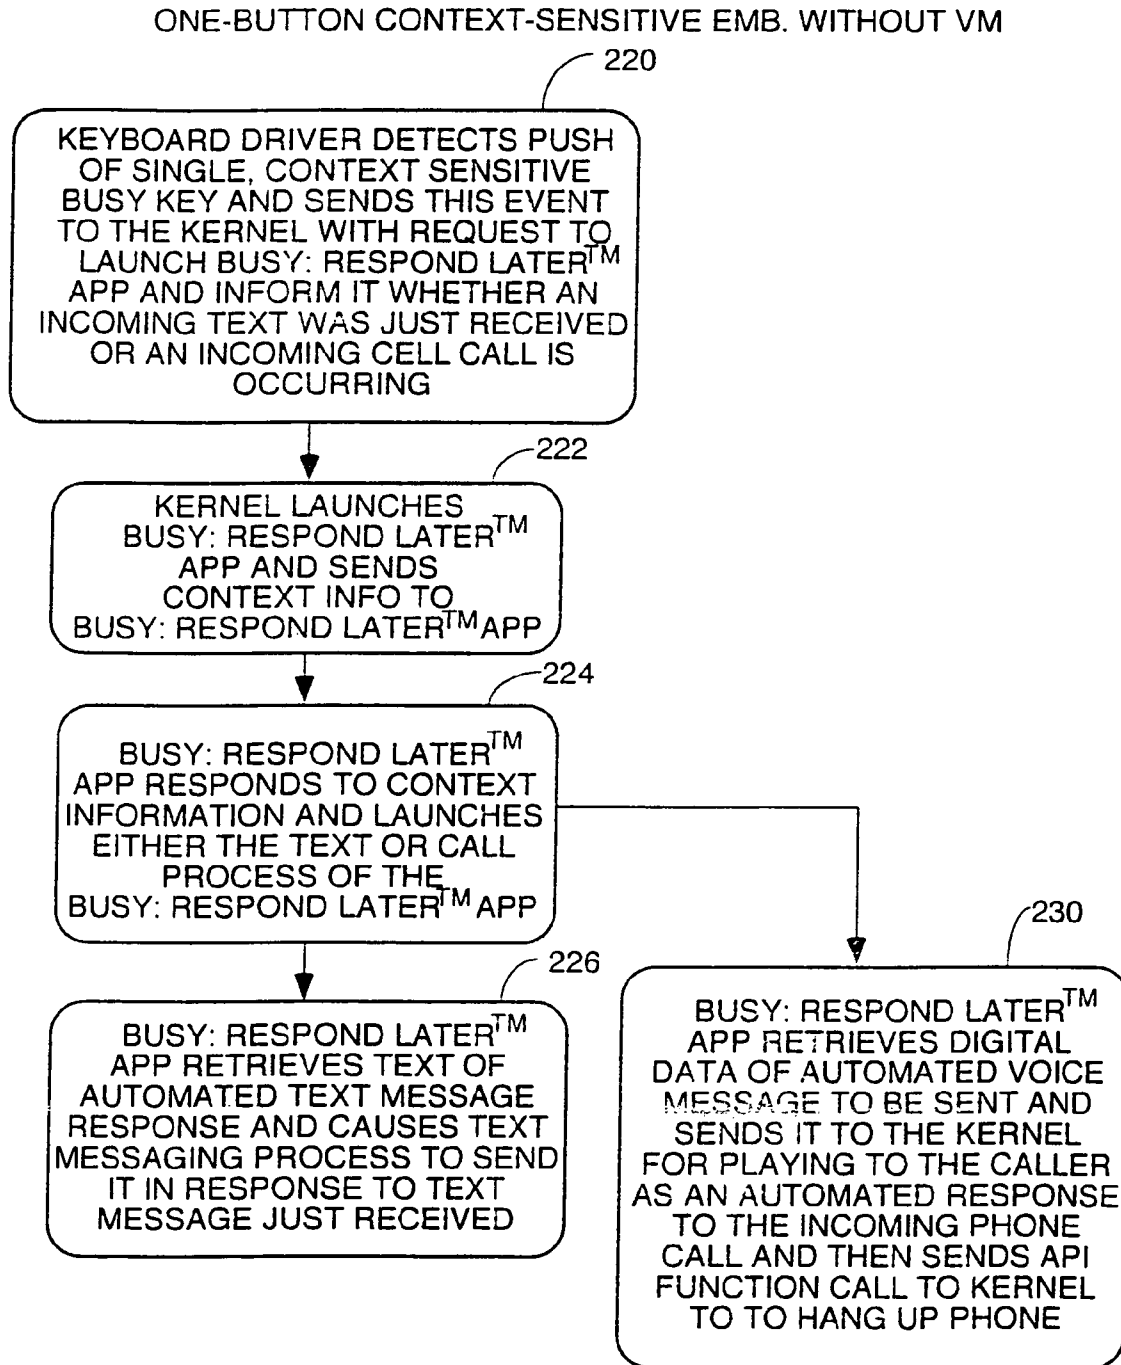 ONE-BUTTON CONTEXT-SENSITIVE EMB. WITHOUT VM
220
KEYBOARD DRIVER DETECTS PUSH
OF SINGLE, CONTEXT SENSITIVE
BUSY KEY AND SENDS THIS EVENT
TO THE KERNEL WITH REQUEST TO
LAUNCH BUSY: RESPOND LATER™
APP AND INFORM IT WHETHER AN
INCOMING TEXT WAS JUST RECEIVED
OR AN INCOMING CELL CALL IS
OCCURRING
222
KERNEL LAUNCHES
BUSY: RESPOND LATER™
APP AND SENDS
CONTEXT INFO TO
BUSY: RESPOND LATER™ APP
224
BUSY: RESPOND LATER™
APP RESPONDS TO CONTEXT
INFORMATION AND LAUNCHES
EITHER THE TEXT OR CALL
PROCESS OF THE
BUSY: RESPOND LATER™ APP
226
BUSY: RESPOND LATER™
APP RETRIEVES TEXT OF
AUTOMATED TEXT MESSAGE
RESPONSE AND CAUSES TEXT
MESSAGING PROCESS TO SEND
IT IN RESPONSE TO TEXT
MESSAGE JUST RECEIVED
230
BUSY: RESPOND LATER™
APP RETRIEVES DIGITAL
DATA OF AUTOMATED VOICE
MESSAGE TO BE SENT AND
SENDS IT TO THE KERNEL
FOR PLAYING TO THE CALLER
AS AN AUTOMATED RESPONSE
TO THE INCOMING PHONE
CALL AND THEN SENDS API
FUNCTION CALL TO KERNEL
TO TO HANG UP PHONE